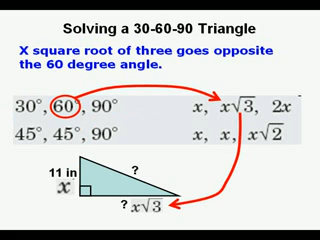 Solving a 30-60-90 Triangle
X square root of three goes opposite
the 60 degree angle.
30°, 60°, 90° x, x√3, 2x
45°, 45°, 90° x, x, x√2
11 in ?
x
? x√3